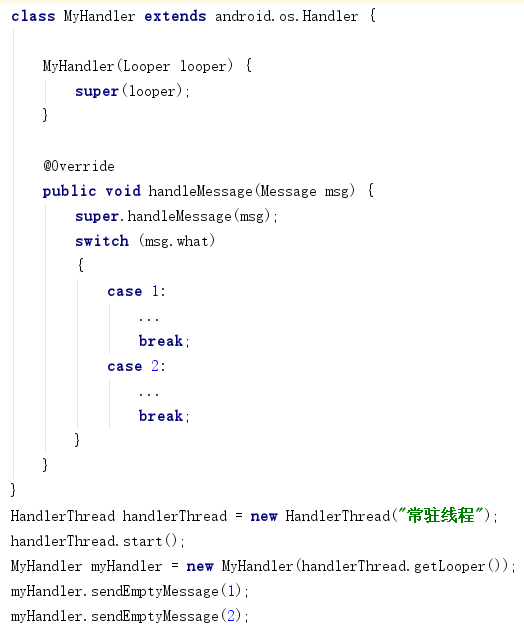 class MyHandler extends android.os.Handler {
MyHandler(Looper looper) {
super(looper);
}
@Override
public void handleMessage(Message msg) {
super.handleMessage(msg);
switch (msg.what)
{
case 1:
...
break;
case 2:
...
break;
}
}
}
HandlerThread handlerThread = new HandlerThread("常驻线程");
handlerThread.start();
MyHandler myHandler = new MyHandler(handlerThread.getLooper());
myHandler.sendEmptyMessage(1);
myHandler.sendEmptyMessage(2);